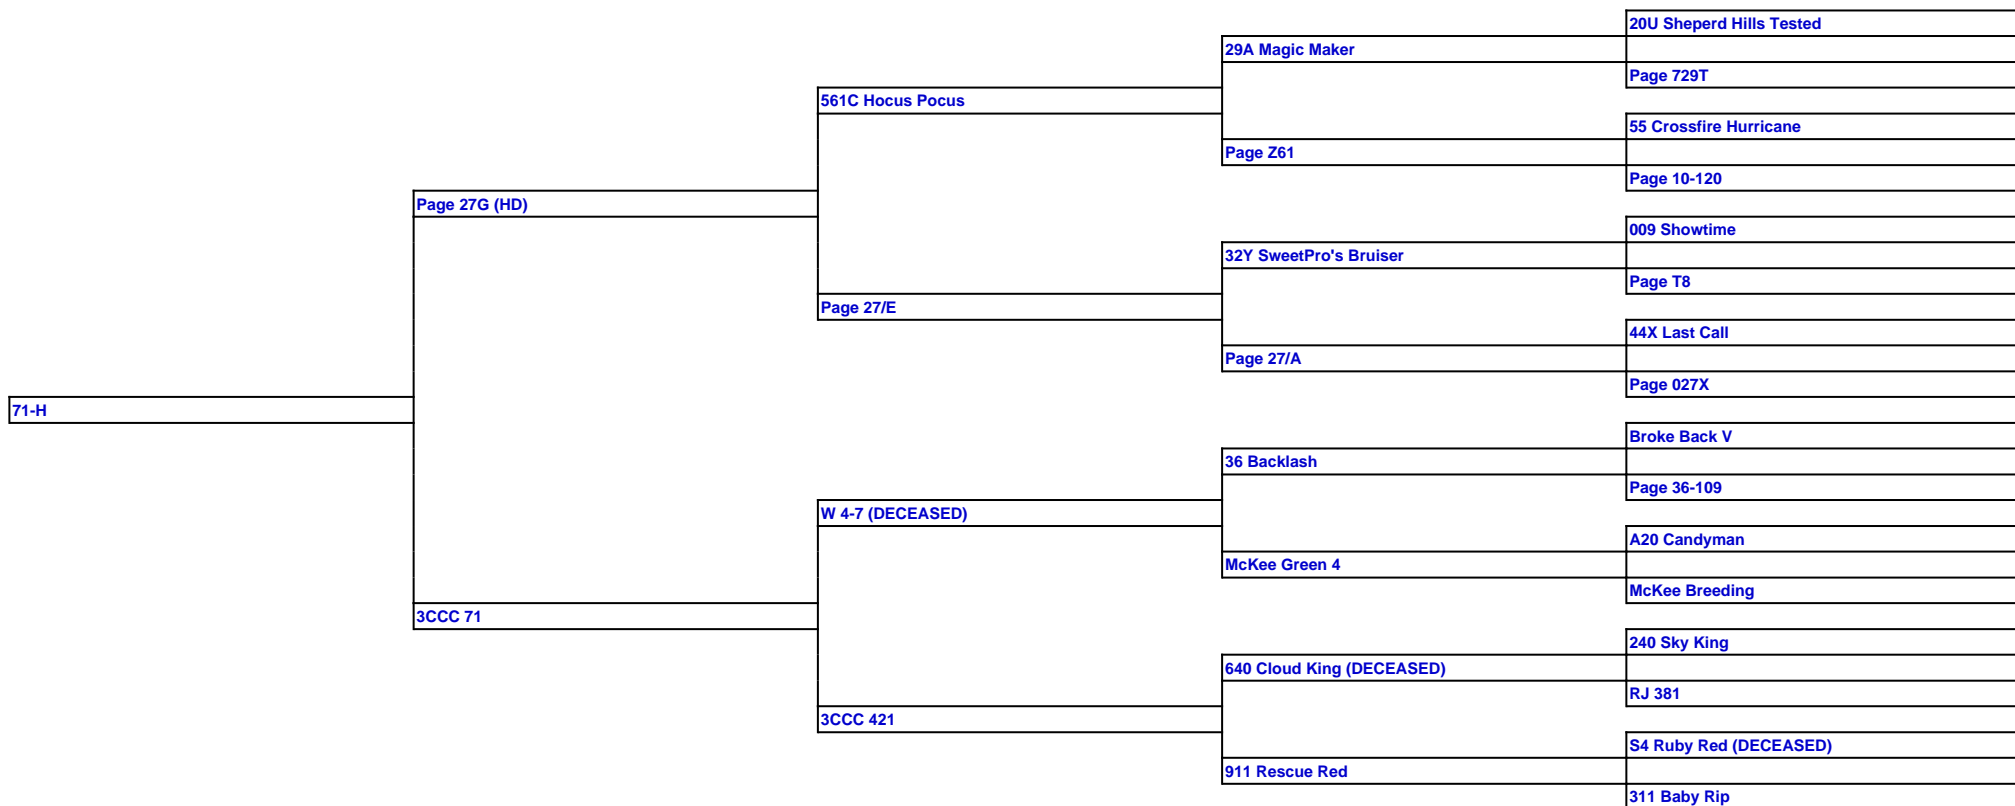 20U Sheperd Hills Tested
29A Magic Maker
Page 729T
561C Hocus Pocus
55 Crossfire Hurricane
Page Z61
Page 10-120
Page 27G (HD)
009 Showtime
32Y SweetPro's Bruiser
Page T8
Page 27/E
44X Last Call
Page 27/A
Page 027X
71-H
Broke Back V
36 Backlash
Page 36-109
W 4-7 (DECEASED)
A20 Candyman
McKee Green 4
McKee Breeding
3CCC 71
240 Sky King
640 Cloud King (DECEASED)
RJ 381
3CCC 421
S4 Ruby Red (DECEASED)
911 Rescue Red
311 Baby Rip